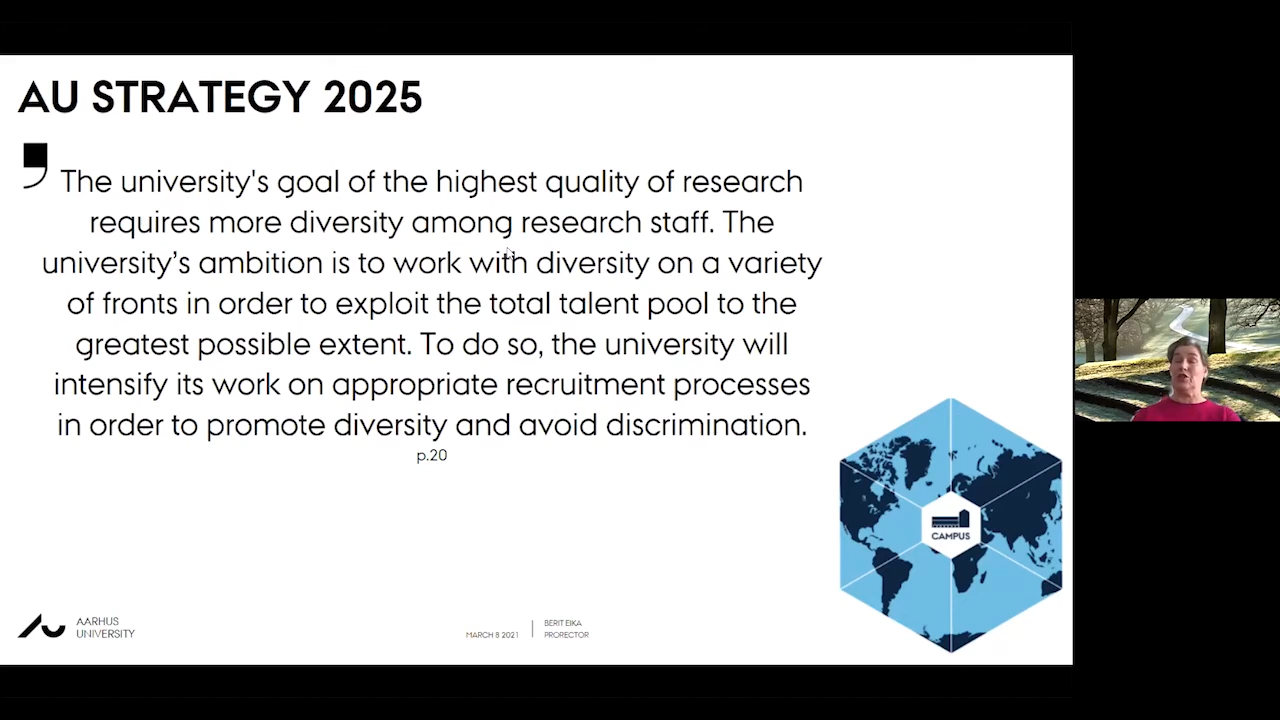 AU STRATEGY 2025
The university's goal of the highest quality of research
requires more diversity among research staff. The
university’s ambition is to work with diversity on a variety
of fronts in order to exploit the total talent pool to the
greatest possible extent. To do so, the university will
intensify its work on appropriate recruitment processes
in order to promote diversity and avoid discrimination.
p.20
CAMPUS
AARHUS
UNIVERSITY
MARCH 8 2021
BERIT EIKA
PRORECTOR